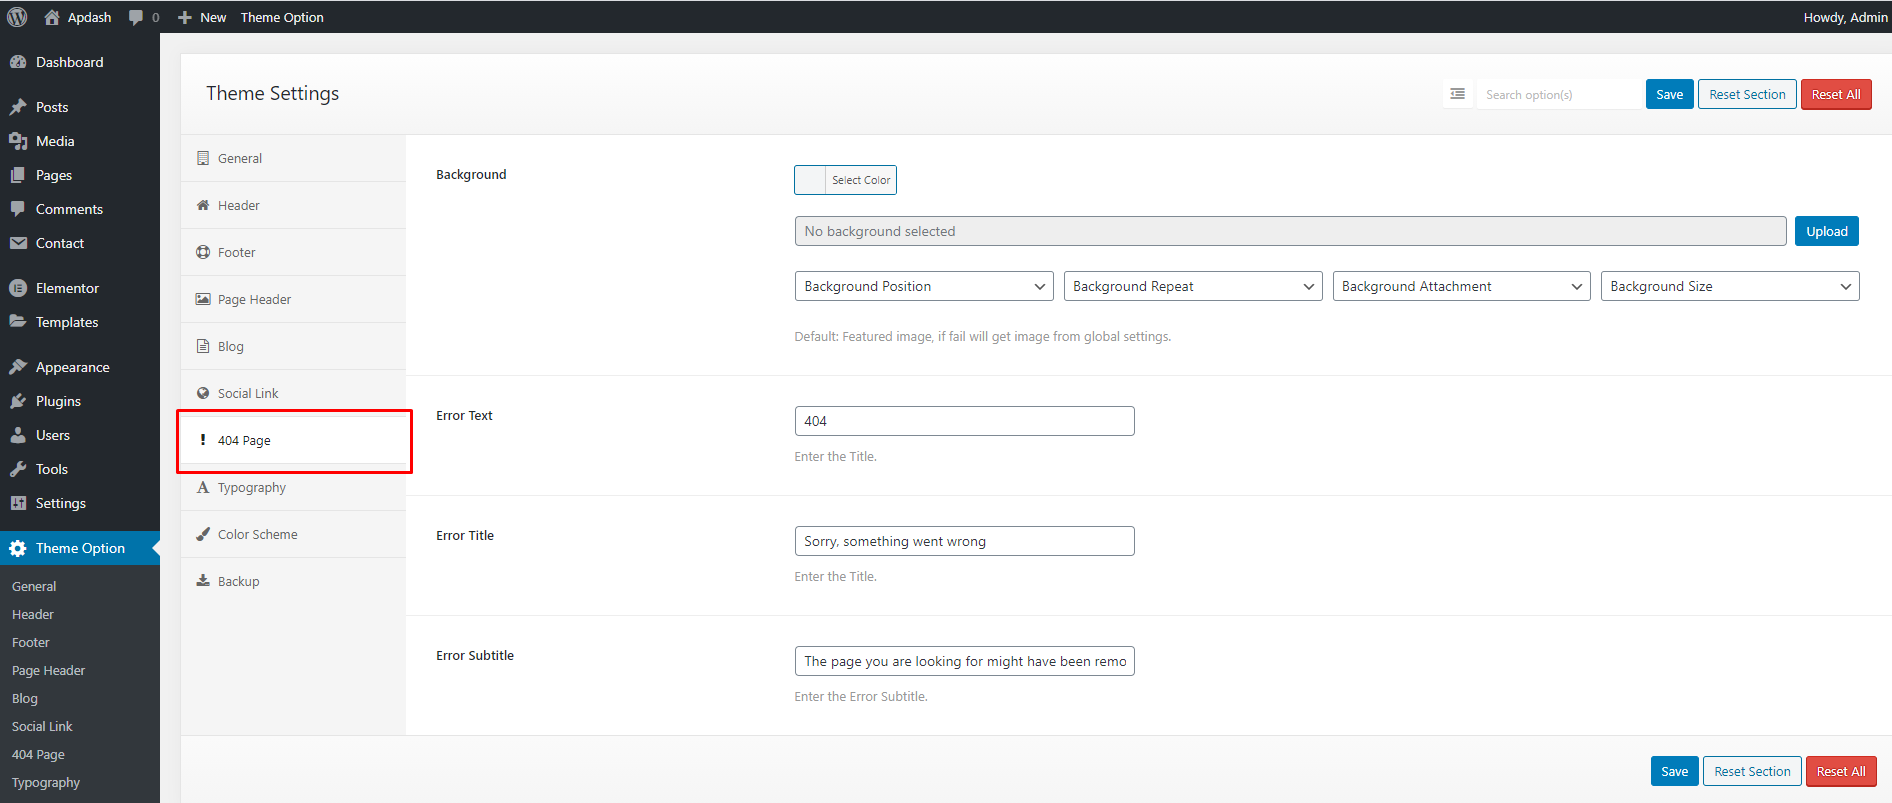 Apdash 0 New Theme Option Howdy, Admin
Dashboard
Posts
Media
Pages
Comments
Contact
Elementor
Templates
Appearance
Plugins
Users
Tools
Settings
Theme Option
General
Header
Footer
Page Header
Blog
Social Link
404 Page
Typography
Theme Settings
Search option(s) Save Reset Section Reset All
General
Header
Footer
Page Header
Blog
Social Link
404 Page
Typography
Color Scheme
Backup
Background
Select Color
No background selected Upload
Background Position Background Repeat Background Attachment Background Size
Default: Featured image, if fail will get image from global settings.
Error Text
404
Enter the Title.
Error Title
Sorry, something went wrong
Enter the Title.
Error Subtitle
The page you are looking for might have been remo
Enter the Error Subtitle.
Save Reset Section Reset All